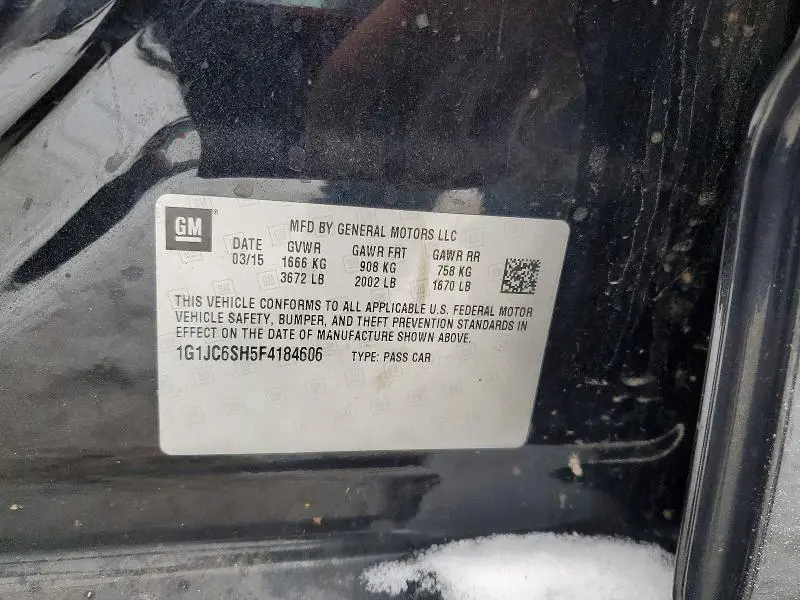 GM ® MFD BY GENERAL MOTORS LLC
DATE GVWR GAWR FRT GAWR RR
03/15 1666 KG 908 KG 758 KG
3672 LB 2002 LB 1670 LB
THIS VEHICLE CONFORMS TO ALL APPLICABLE U.S. FEDERAL MOTOR
VEHICLE SAFETY, BUMPER, AND THEFT PREVENTION STANDARDS IN
EFFECT ON THE DATE OF MANUFACTURE SHOWN ABOVE.
1G1JC6SH5F4184606 TYPE: PASS CAR